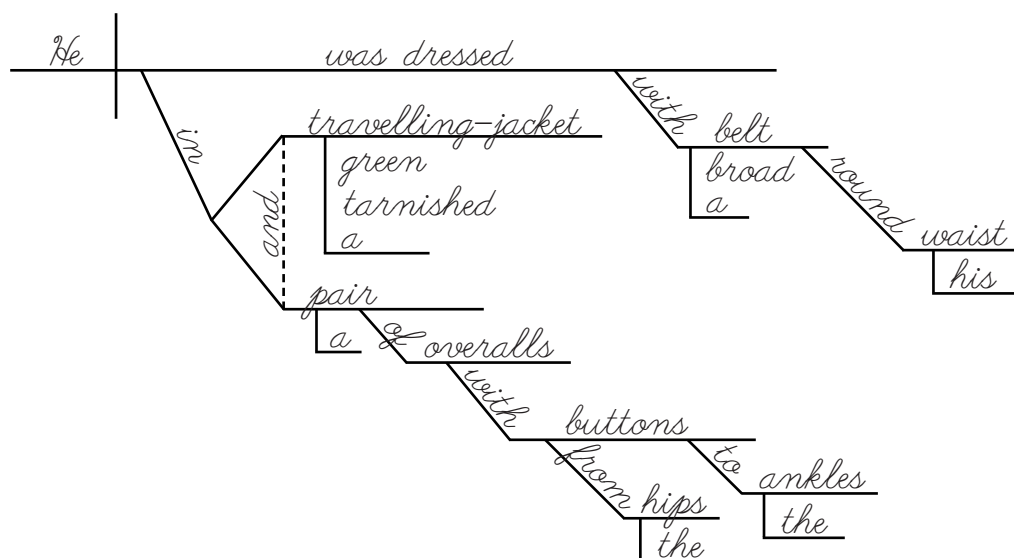 He was dressed
with
travelling-jacket
belt
in
green
broad
round
tarnished
a
and
a
waist
his
pair
a
of
overalls
with
buttons
to
ankles
from
hips
the
the